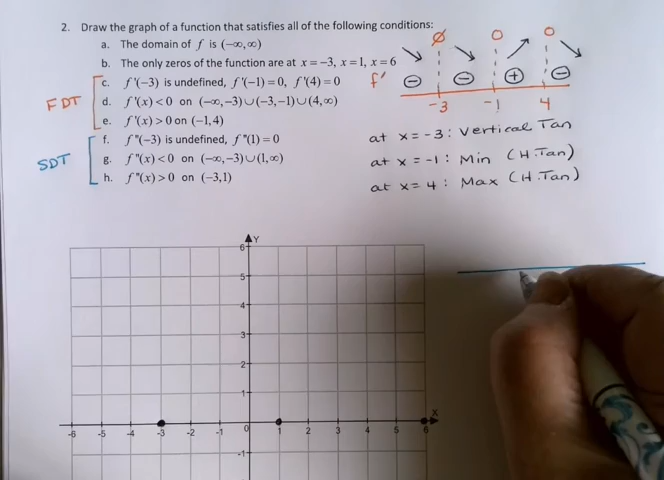 2. Draw the graph of a function that satisfies all of the following conditions:
a. The domain of f is (−∞,∞)
b. The only zeros of the function are at x = −3, x = 1, x = 6
c. f'(−3) is undefined, f'(−1) = 0, f'(4) = 0
d. f'(x) < 0 on (−∞,−3)∪(−3,−1)∪(4,∞)
e. f'(x) > 0 on (−1,4)
f. f"(−3) is undefined, f"(1) = 0
g. f"(x) < 0 on (−∞,−3)∪(1,∞)
h. f"(x) > 0 on (−3,1)
FDT
SDT
∅ 0 0
f' − − + −
-3 -1 4
at x = -3 : Vertical Tan
at x = -1 : Min (H.Tan)
at x = 4 : Max (H.Tan)
Y
6
5
4
3
2
1
X
-6 -5 -4 -3 -2 -1 0 1 2 3 4 5 6
-1